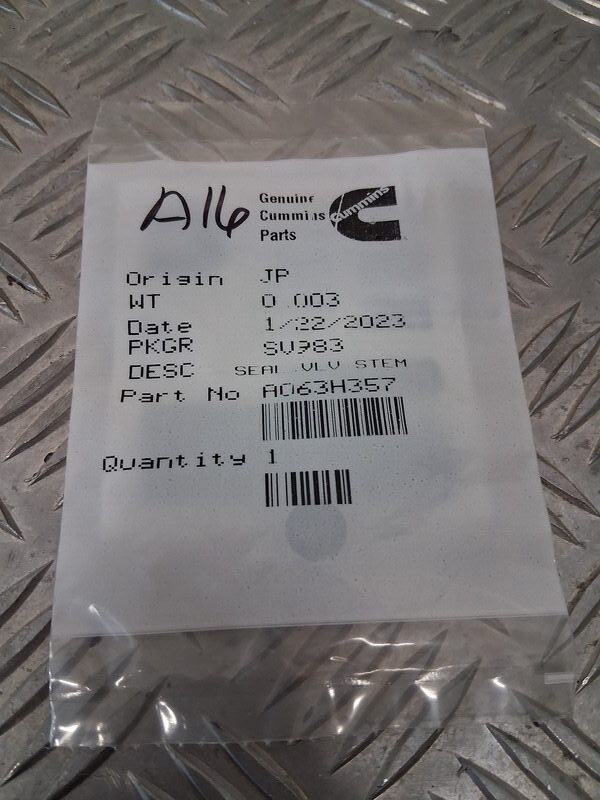 A16
Genuine
Cummins
Parts
Cummins
Origin JP
WT 0.003
Date 1/22/2023
PKGR SV983
DESC SEAL,VLV STEM
Part No A063H357
Quantity 1